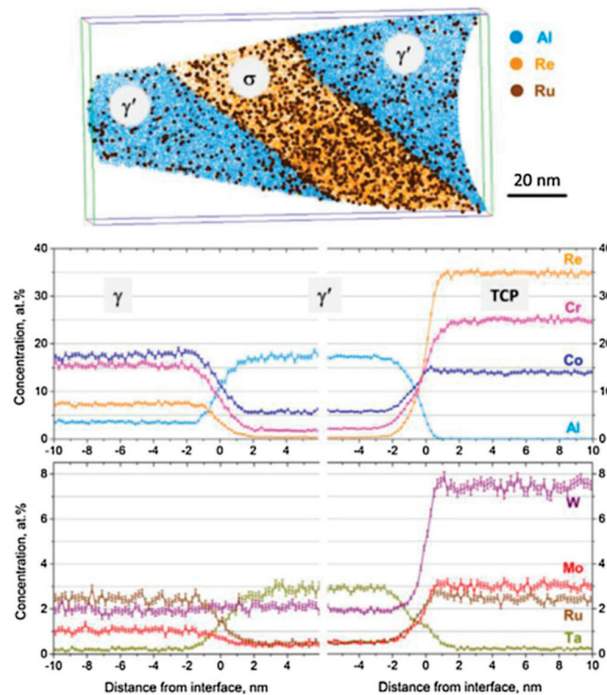 γ′
σ
γ′
Al
Re
Ru
20 nm
Concentration, at.%
40
30
20
10
0
γ
γ′
TCP
Re
Cr
Co
Al
40
30
20
10
0
-10 -8 -6 -4 -2 0 2 4 -4 -2 0 2 4 6 8 10
Concentration, at.%
8
6
4
2
0
W
Mo
Ru
Ta
8
6
4
2
0
-10 -8 -6 -4 -2 0 2 4 -4 -2 0 2 4 6 8 10
Distance from interface, nm Distance from interface, nm